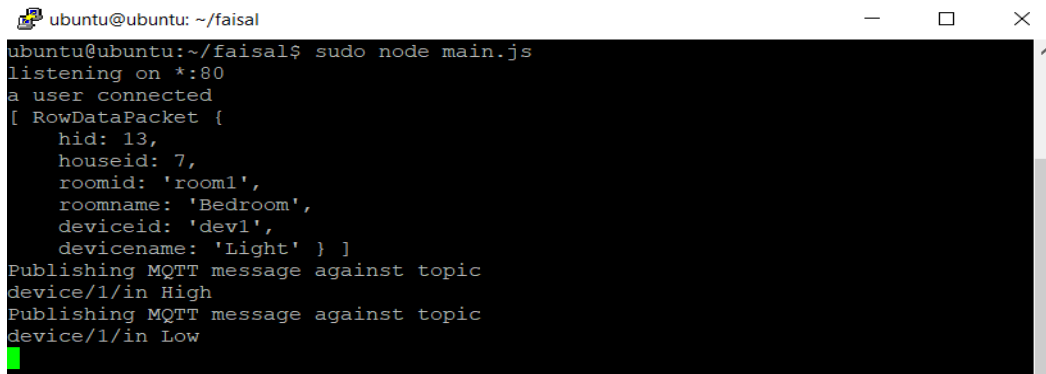 ubuntu@ubuntu: ~/faisal
ubuntu@ubuntu:~/faisal$ sudo node main.js
listening on *:80
a user connected
[ RowDataPacket {
    hid: 13,
    houseid: 7,
    roomid: 'room1',
    roomname: 'Bedroom',
    deviceid: 'dev1',
    devicename: 'Light' } ]
Publishing MQTT message against topic
device/1/in High
Publishing MQTT message against topic
device/1/in Low